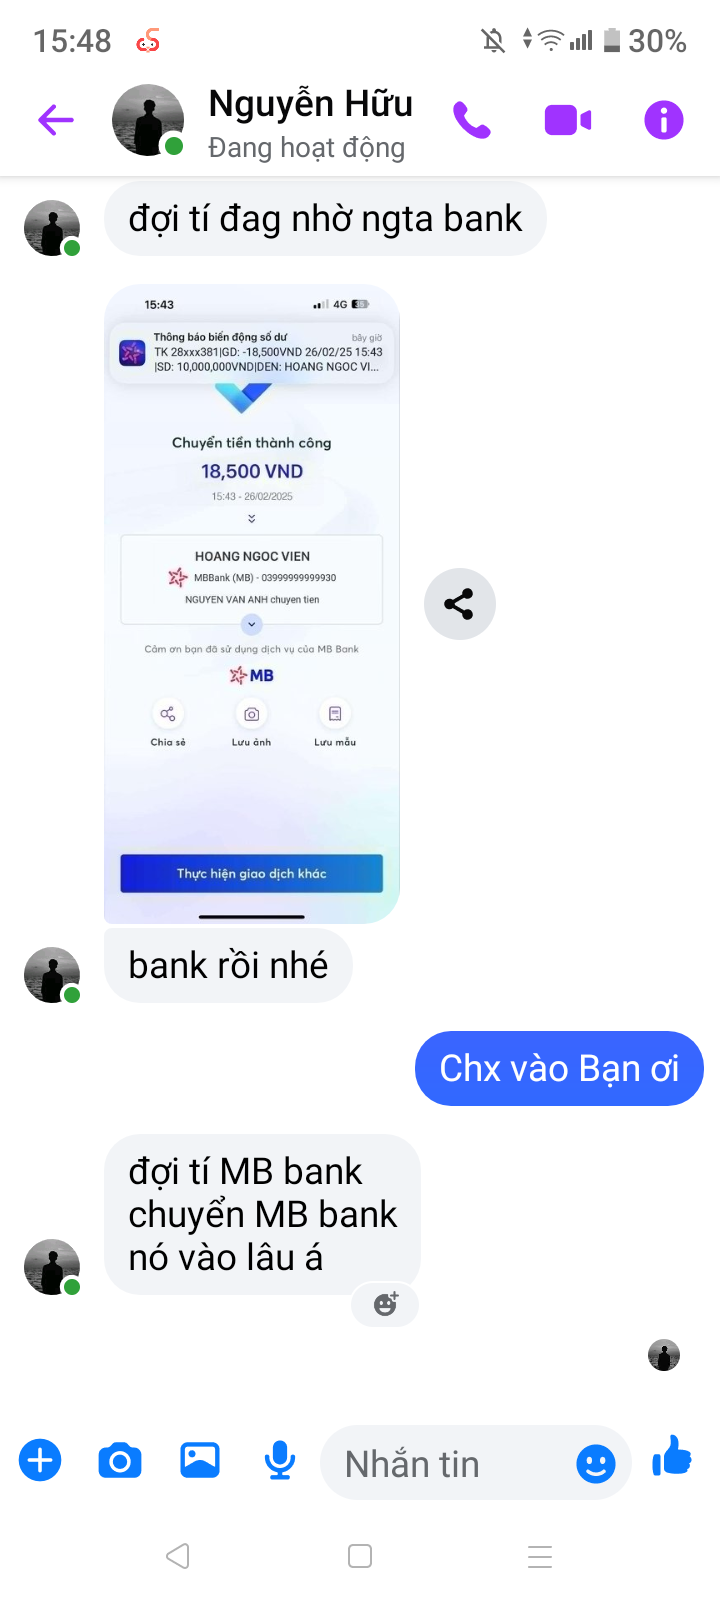 15:48
30%
Nguyễn Hữu
Đang hoạt động
đợi tí đag nhờ ngta bank
15:43
4G
Thông báo biến động số dư
bây giờ
TK 28xxx381|GD: -18,500VND 26/02/25 15:43
|SD: 10,000,000VND|DEN: HOANG NGOC VI...
Chuyển tiền thành công
18,500 VND
15:43 - 26/02/2025
HOANG NGOC VIEN
MBBank (MB) - 03999999999930
NGUYEN VAN ANH chuyen tien
Cảm ơn bạn đã sử dụng dịch vụ của MB Bank
MB
Chia sẻ
Lưu ảnh
Lưu mẫu
Thực hiện giao dịch khác
bank rồi nhé
Chx vào Bạn ơi
đợi tí MB bank
chuyển MB bank
nó vào lâu á
Nhắn tin